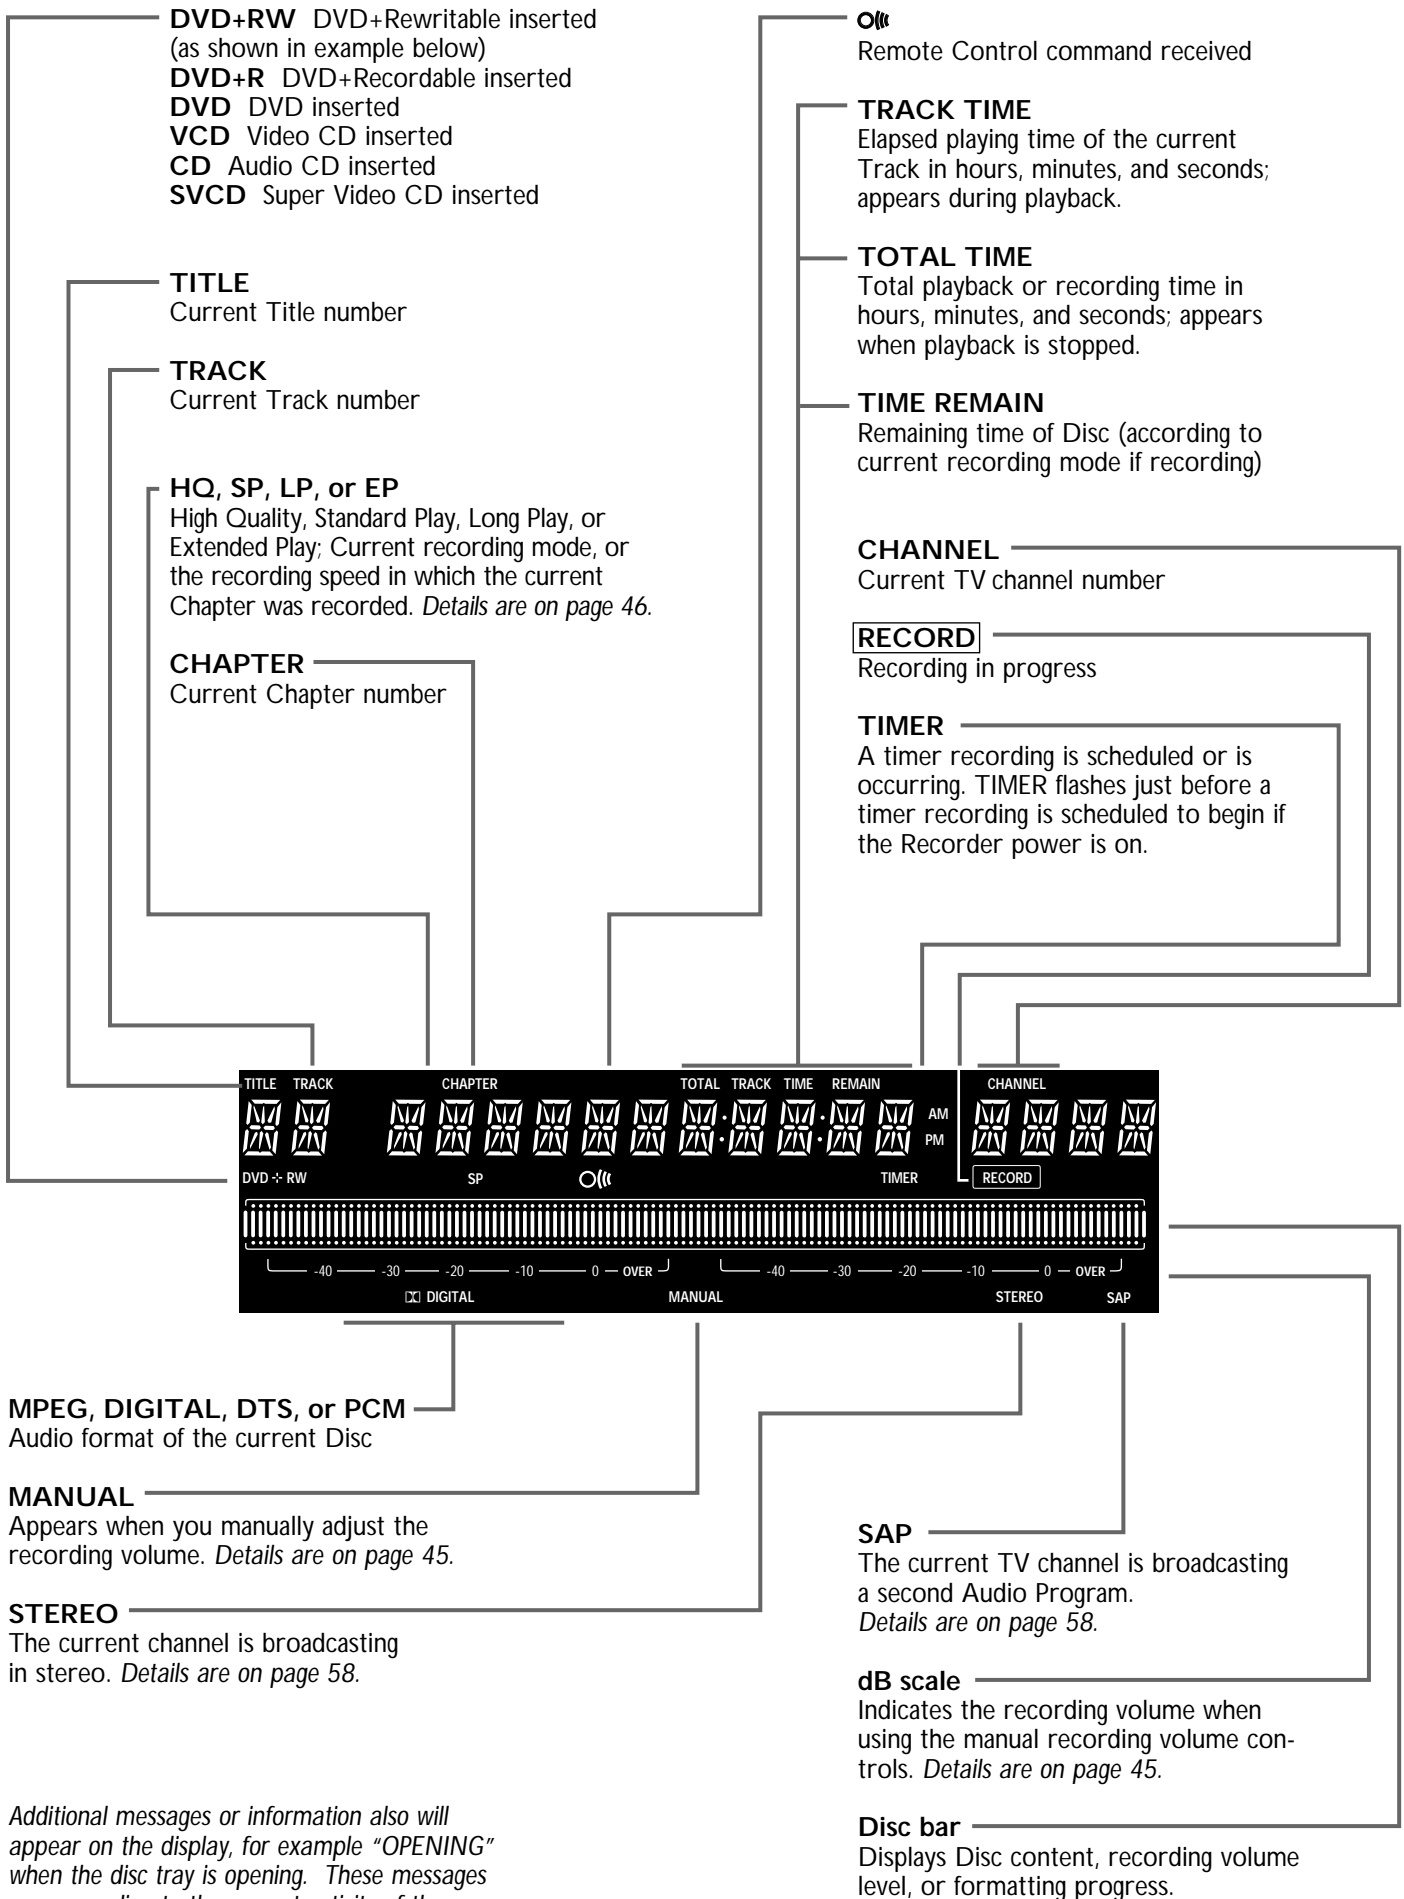 DVD+RW DVD+Rewritable inserted
(as shown in example below)
DVD+R DVD+Recordable inserted
DVD DVD inserted
VCD Video CD inserted
CD Audio CD inserted
SVCD Super Video CD inserted
TITLE
Current Title number
TRACK
Current Track number
HQ, SP, LP, or EP
High Quality, Standard Play, Long Play, or
Extended Play; Current recording mode, or
the recording speed in which the current
Chapter was recorded. Details are on page 46.
CHAPTER
Current Chapter number
Remote Control command received
TRACK TIME
Elapsed playing time of the current
Track in hours, minutes, and seconds;
appears during playback.
TOTAL TIME
Total playback or recording time in
hours, minutes, and seconds; appears
when playback is stopped.
TIME REMAIN
Remaining time of Disc (according to
current recording mode if recording)
CHANNEL
Current TV channel number
RECORD
Recording in progress
TIMER
A timer recording is scheduled or is
occurring. TIMER flashes just before a
timer recording is scheduled to begin if
the Recorder power is on.
TITLE TRACK CHAPTER TOTAL TRACK TIME REMAIN CHANNEL
AM
PM
DVD + RW SP TIMER RECORD
-40 -30 -20 -10 0 OVER -40 -30 -20 -10 0 OVER
DIGITAL MANUAL STEREO SAP
MPEG, DIGITAL, DTS, or PCM
Audio format of the current Disc
MANUAL
Appears when you manually adjust the
recording volume. Details are on page 45.
STEREO
The current channel is broadcasting
in stereo. Details are on page 58.
Additional messages or information also will
appear on the display, for example “OPENING”
when the disc tray is opening. These messages
SAP
The current TV channel is broadcasting
a second Audio Program.
Details are on page 58.
dB scale
Indicates the recording volume when
using the manual recording volume con-
trols. Details are on page 45.
Disc bar
Displays Disc content, recording volume
level, or formatting progress.